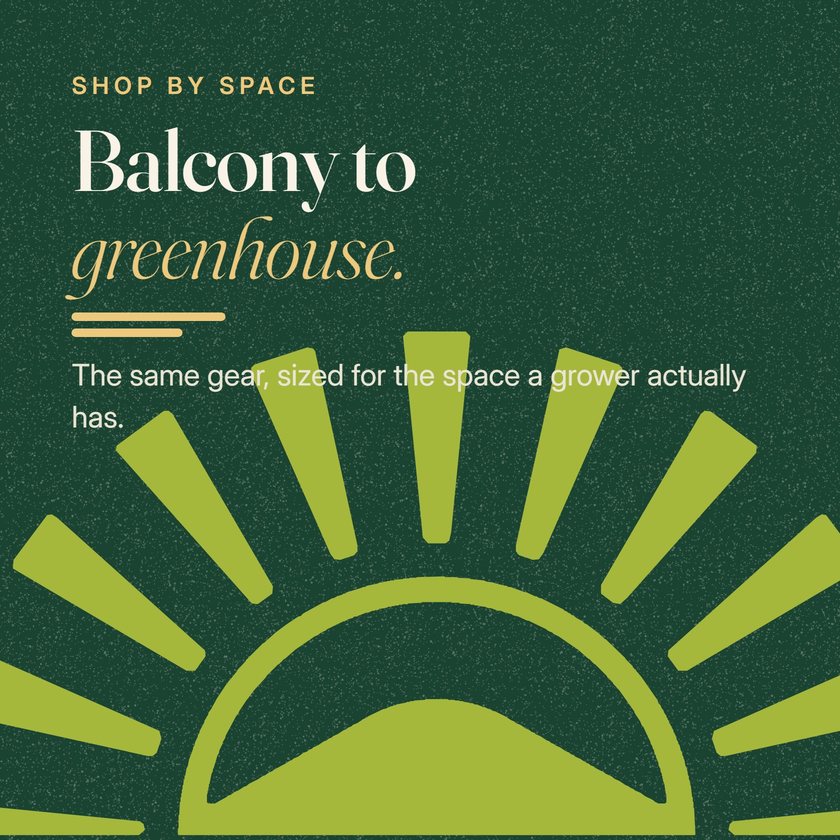 SHOP BY SPACE
Balcony to
greenhouse.
The same gear, sized for the space a grower actually
has.